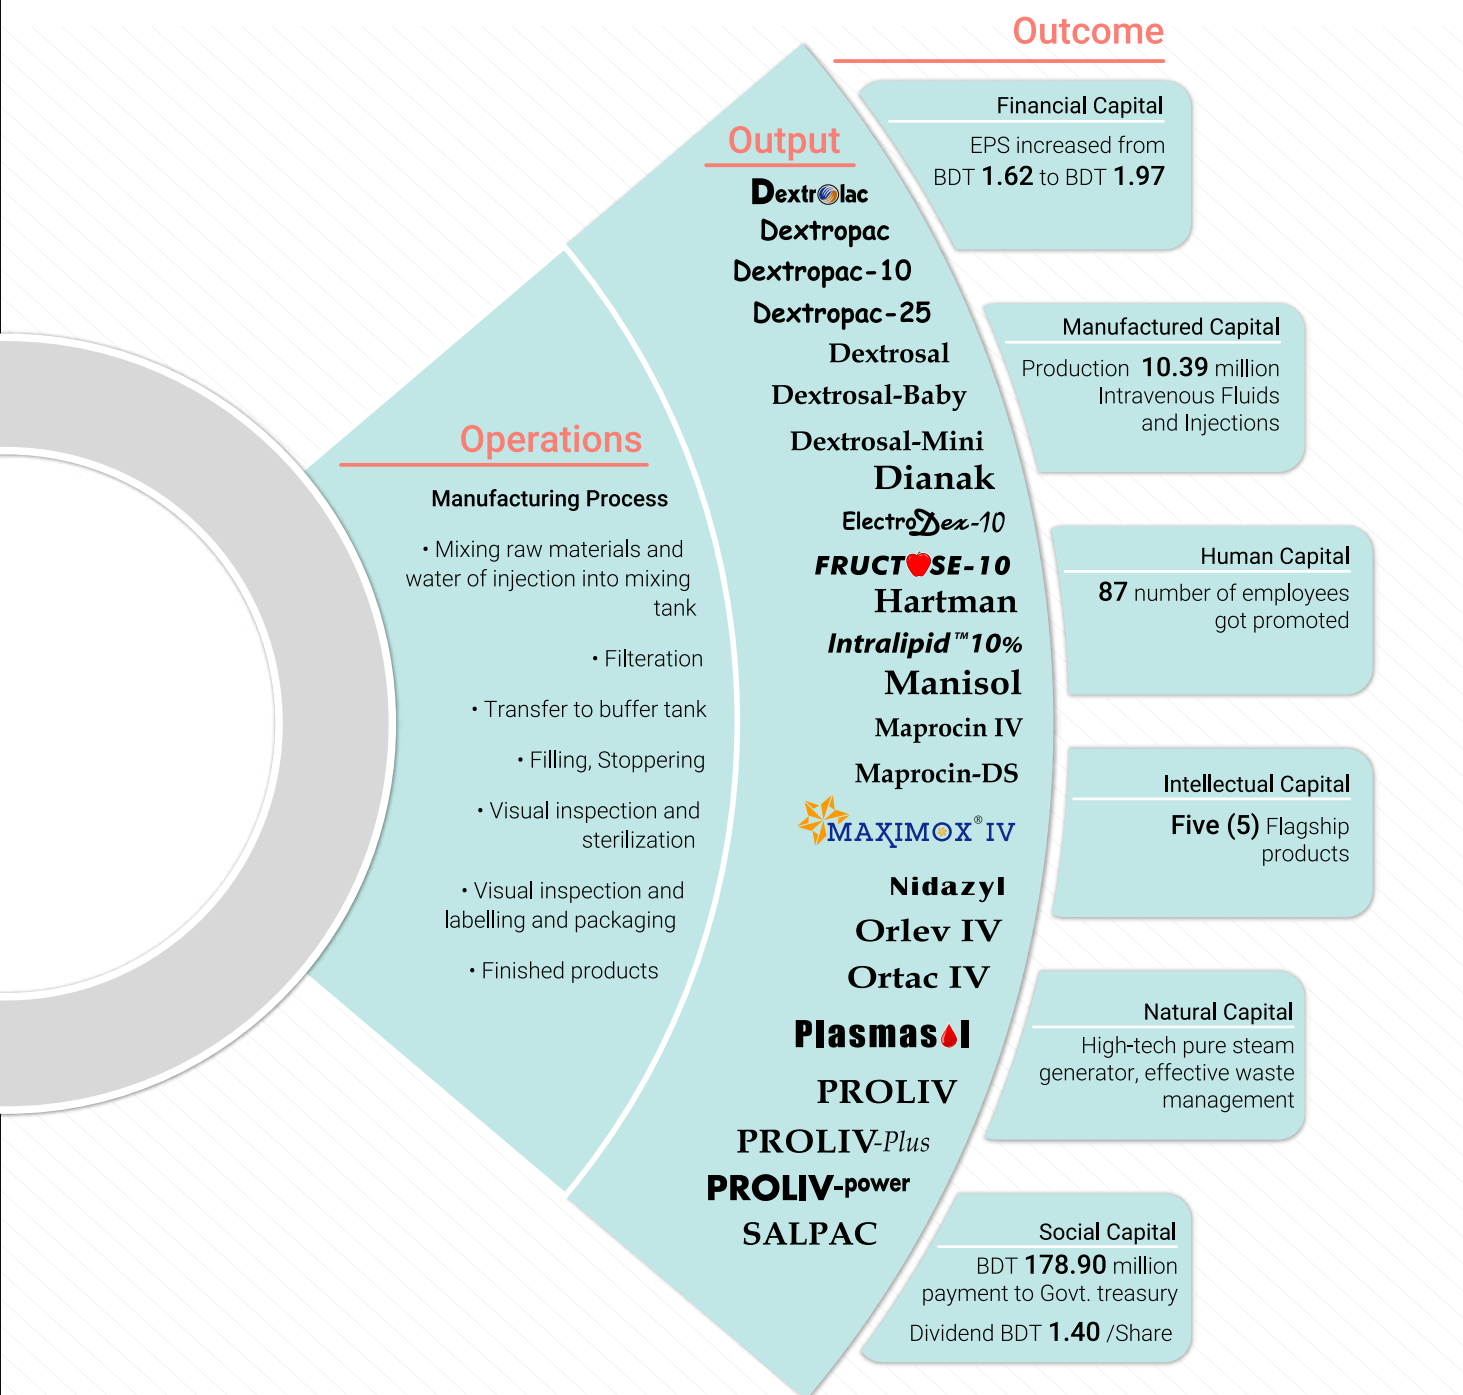 Operations
Manufacturing Process
• Mixing raw materials and
water of injection into mixing
tank
• Filteration
• Transfer to buffer tank
• Filling, Stoppering
• Visual inspection and
sterilization
• Visual inspection and
labelling and packaging
• Finished products
Output
Dextrolac
Dextropac
Dextropac-10
Dextropac-25
Dextrosal
Dextrosal-Baby
Dextrosal-Mini
Dianak
ElectroDex-10
FRUCTOSE-10
Hartman
Intralipid™10%
Manisol
Maprocin IV
Maprocin-DS
MAXIMOX® IV
Nidazyl
Orlev IV
Ortac IV
Plasmasol
PROLIV
PROLIV-Plus
PROLIV-power
SALPAC
Outcome
Financial Capital
EPS increased from
BDT 1.62 to BDT 1.97
Manufactured Capital
Production 10.39 million
Intravenous Fluids
and Injections
Human Capital
87 number of employees
got promoted
Intellectual Capital
Five (5) Flagship
products
Natural Capital
High-tech pure steam
generator, effective waste
management
Social Capital
BDT 178.90 million
payment to Govt. treasury
Dividend BDT 1.40 /Share